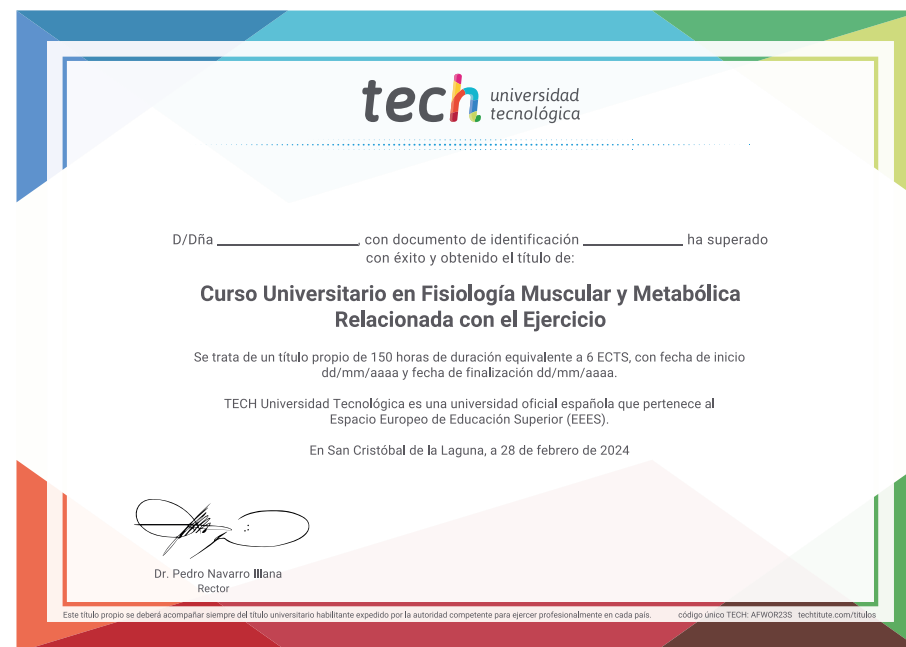 tech universidad
tecnológica
D/Dña ____________________, con documento de identificación ______________ ha superado
con éxito y obtenido el título de:
Curso Universitario en Fisiología Muscular y Metabólica
Relacionada con el Ejercicio
Se trata de un título propio de 150 horas de duración equivalente a 6 ECTS, con fecha de inicio
dd/mm/aaaa y fecha de finalización dd/mm/aaaa.
TECH Universidad Tecnológica es una universidad oficial española que pertenece al
Espacio Europeo de Educación Superior (EEES).
En San Cristóbal de la Laguna, a 28 de febrero de 2024
Dr. Pedro Navarro Illana
Rector
Este título propio se deberá acompañar siempre del título universitario habilitante expedido por la autoridad competente para ejercer profesionalmente en cada país. código único TECH: AFWOR23S techtitute.com/titulos